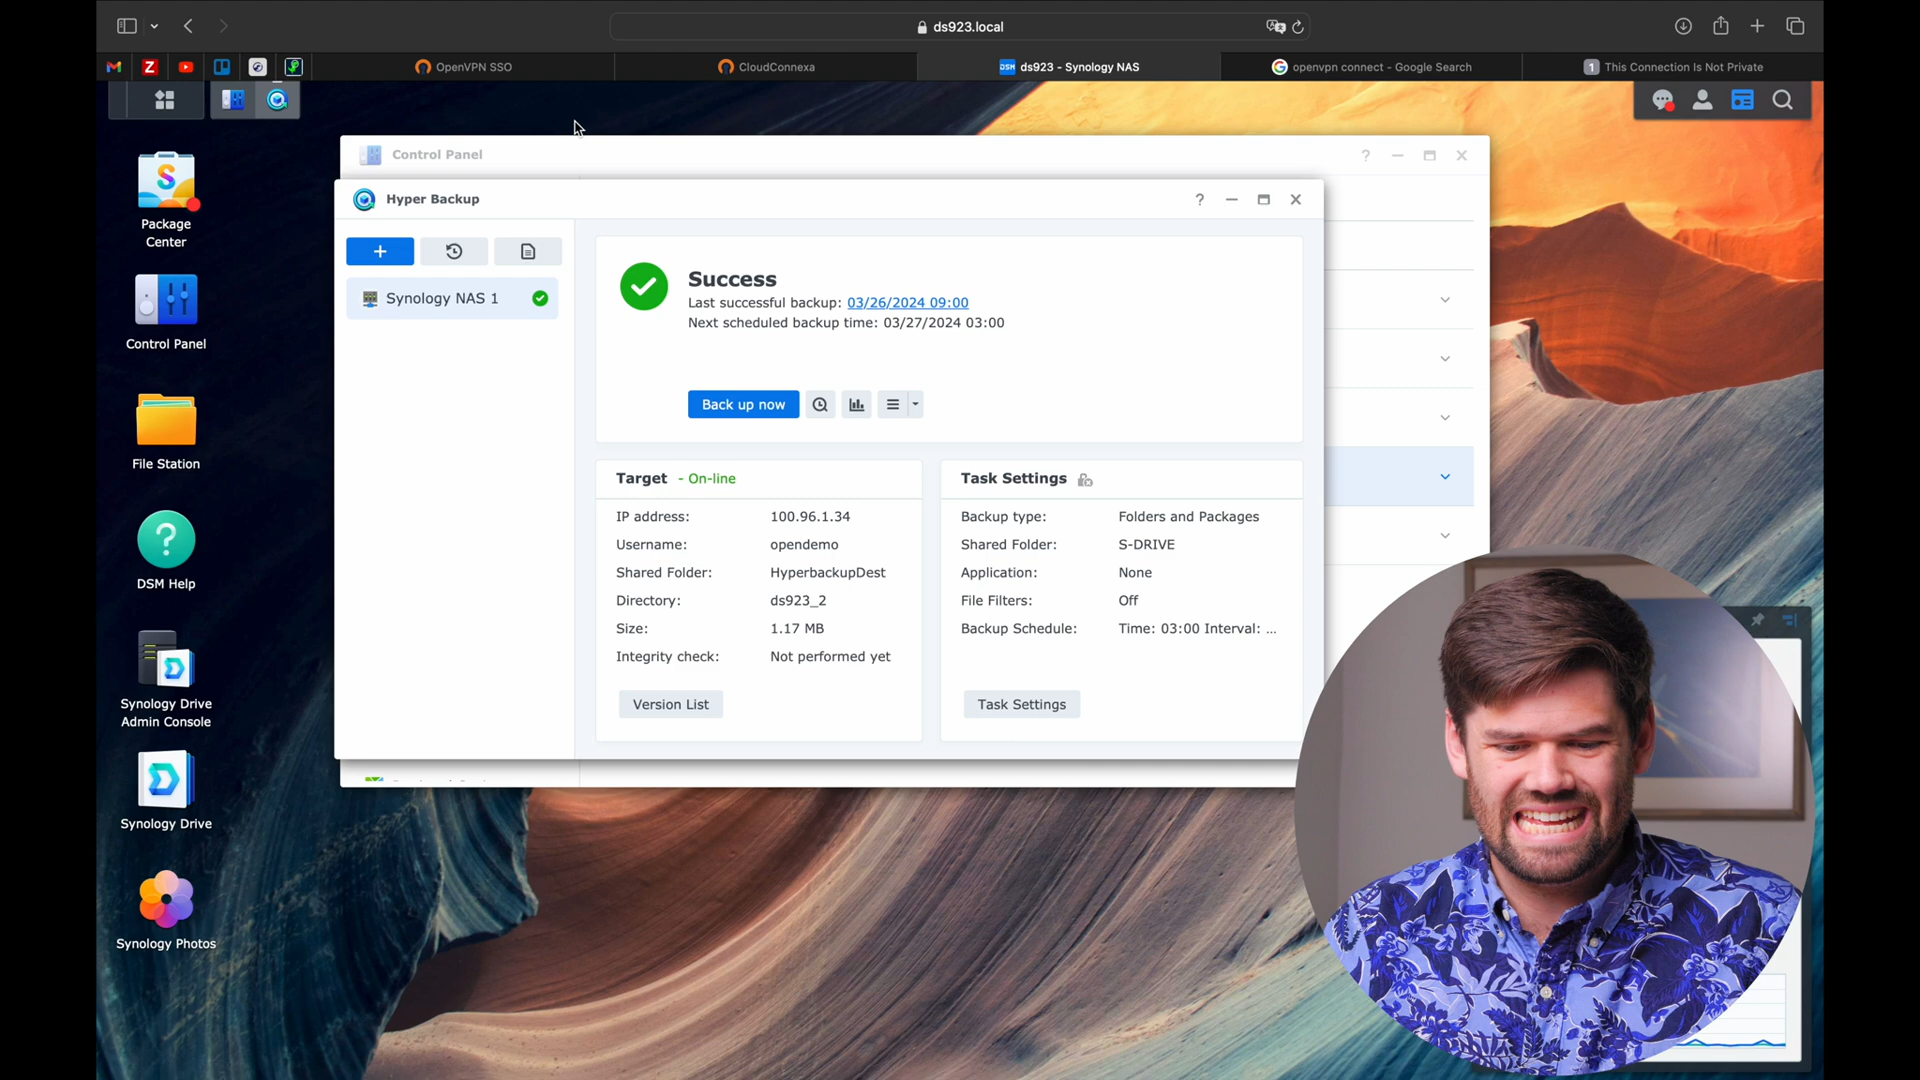 ds923.local
OpenVPN SSO
CloudConnexa
DSM
ds923 - Synology NAS
openvpn connect - Google Search
1
This Connection Is Not Private
Control Panel
Hyper Backup
Package
Center
Control Panel
File Station
DSM Help
Synology Drive
Admin Console
Synology Drive
Synology Photos
Synology NAS 1
Success
Last successful backup: 03/26/2024 09:00
Next scheduled backup time: 03/27/2024 03:00
Back up now
Target - On-line
IP address: 100.96.1.34
Username: opendemo
Shared Folder: HyperbackupDest
Directory: ds923_2
Size: 1.17 MB
Integrity check: Not performed yet
Version List
Task Settings
Backup type: Folders and Packages
Shared Folder: S-DRIVE
Application: None
File Filters: Off
Backup Schedule: Time: 03:00 Interval: ...
Task Settings